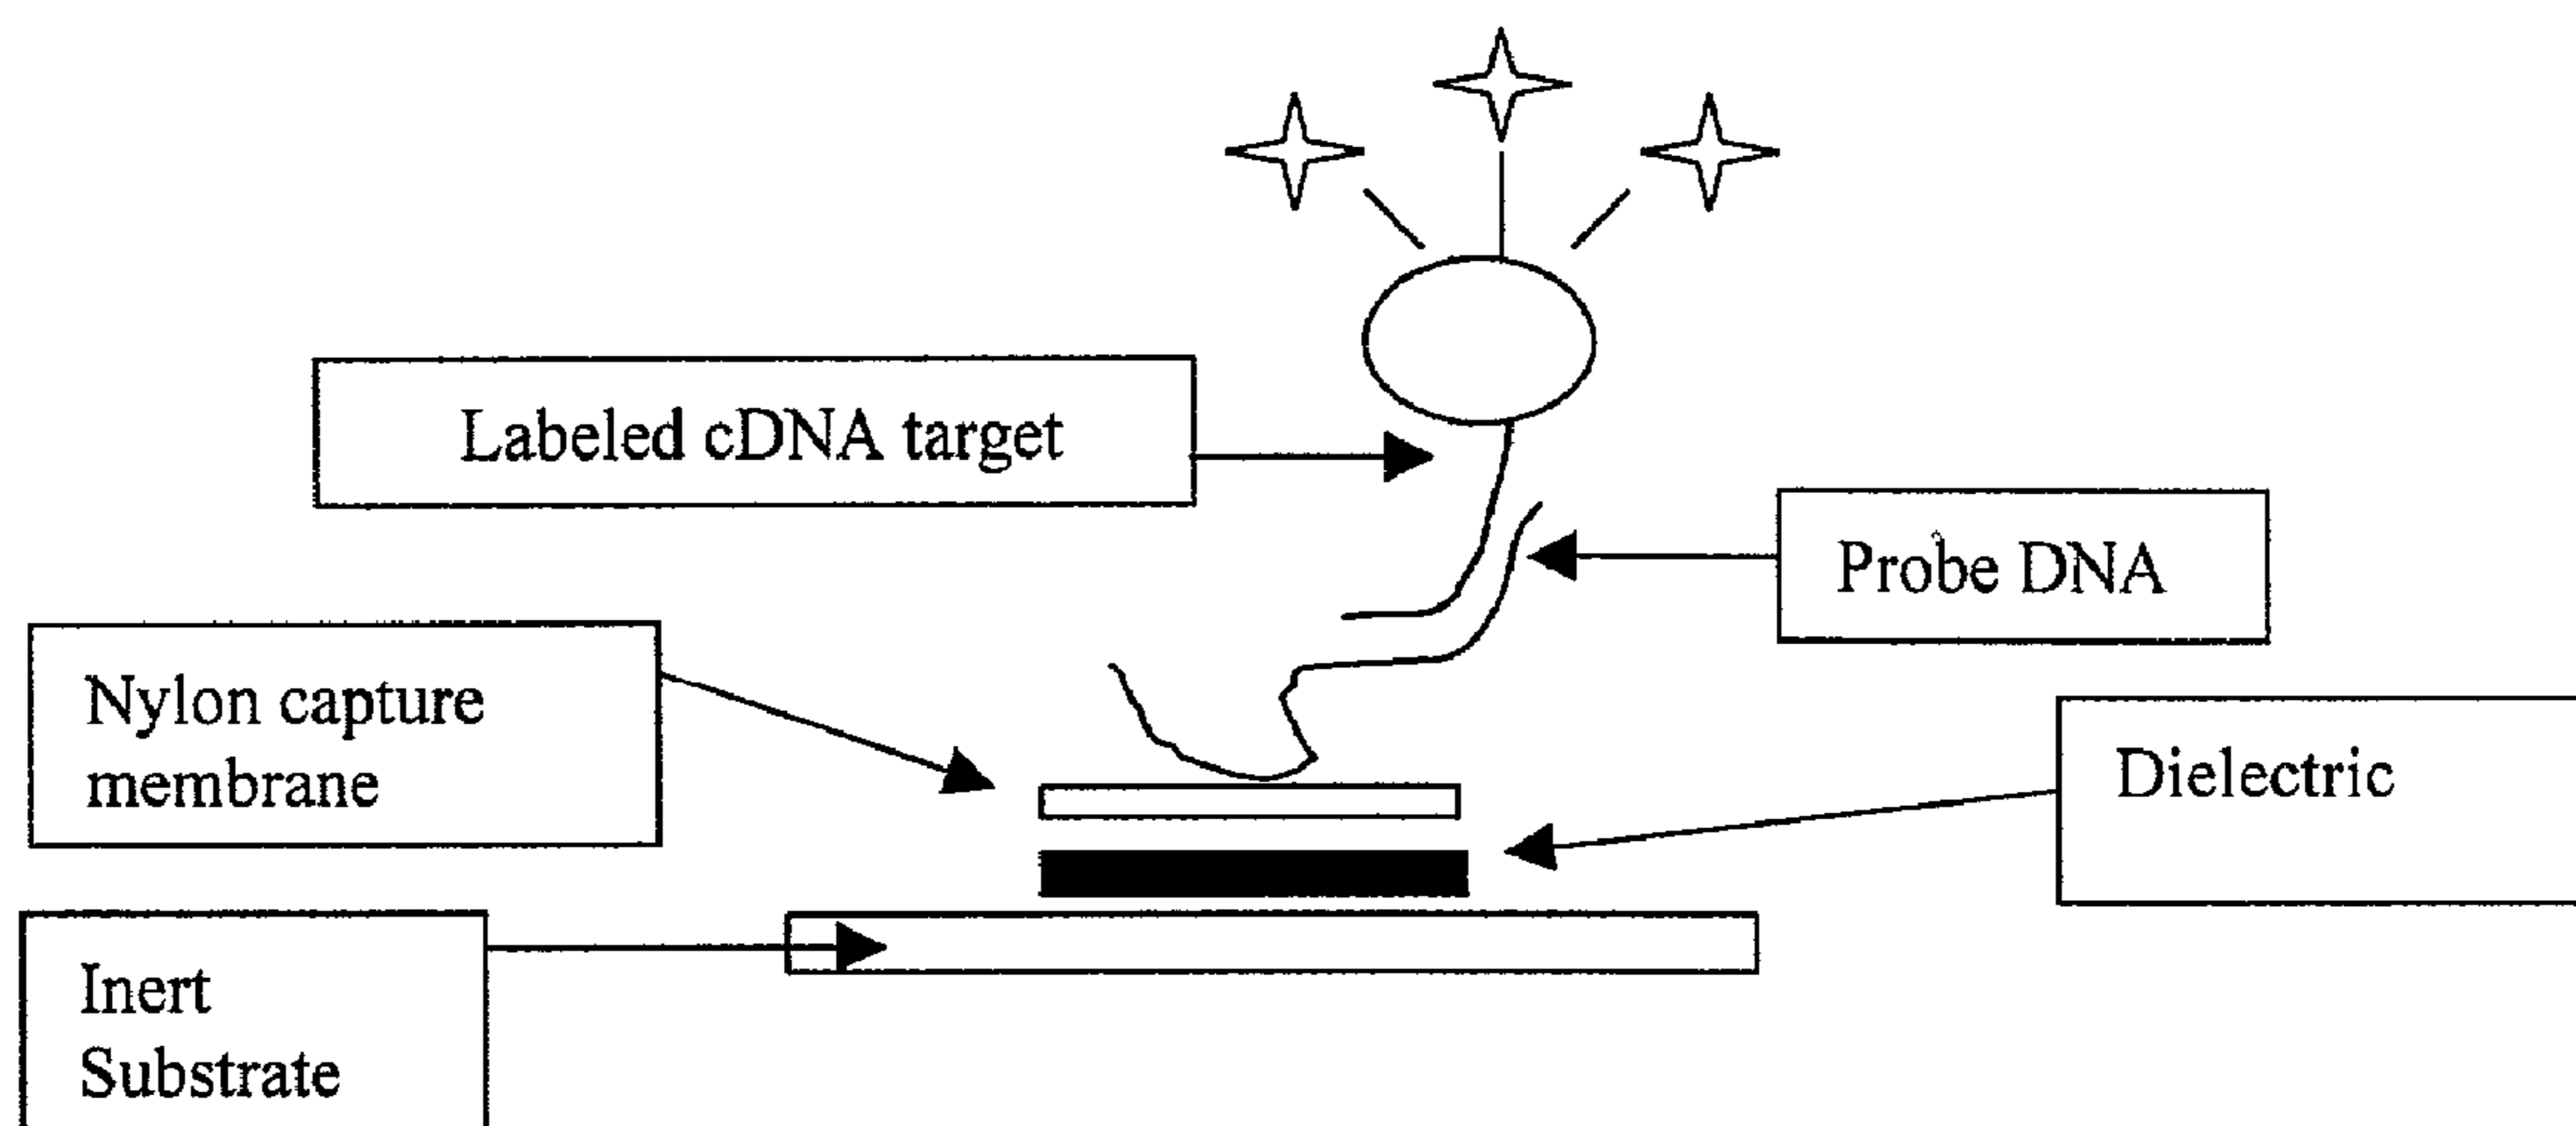 Labeled cDNA target
Probe DNA
Nylon capture
membrane
Dielectric
Inert
Substrate